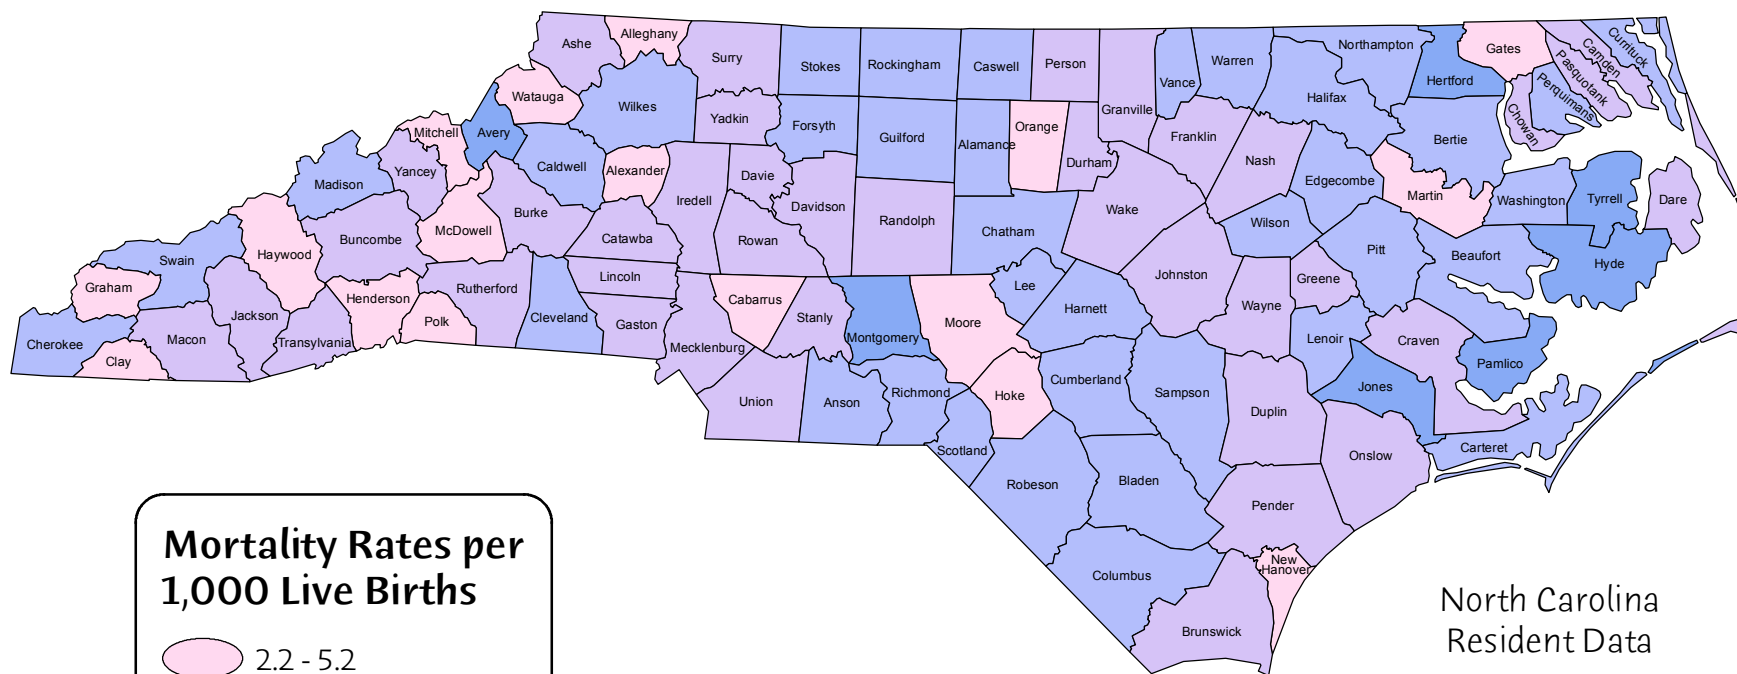 Ashe
Alleghany
Surry
Stokes
Rockingham
Caswell
Person
Granville
Vance
Warren
Northampton
Halifax
Hertford
Gates
Camden
Currituck
Pasquotank
Perquimans
Chowan
Watauga
Wilkes
Yadkin
Forsyth
Guilford
Alamance
Orange
Durham
Franklin
Nash
Edgecombe
Bertie
Martin
Washington
Tyrrell
Dare
Mitchell
Avery
Caldwell
Alexander
Davie
Iredell
Madison
Yancey
Burke
McDowell
Buncombe
Catawba
Rowan
Davidson
Randolph
Chatham
Wake
Wilson
Pitt
Beaufort
Hyde
Swain
Haywood
Graham
Jackson
Henderson
Rutherford
Lincoln
Cleveland
Gaston
Cabarrus
Stanly
Montgomery
Moore
Lee
Harnett
Johnston
Wayne
Greene
Lenoir
Craven
Pamlico
Cherokee
Clay
Macon
Transylvania
Polk
Mecklenburg
Union
Anson
Richmond
Hoke
Cumberland
Sampson
Duplin
Jones
Onslow
Carteret
Scotland
Robeson
Bladen
Pender
New
Hanover
Columbus
Brunswick
Mortality Rates per
1,000 Live Births
2.2 - 5.2
North Carolina
Resident Data